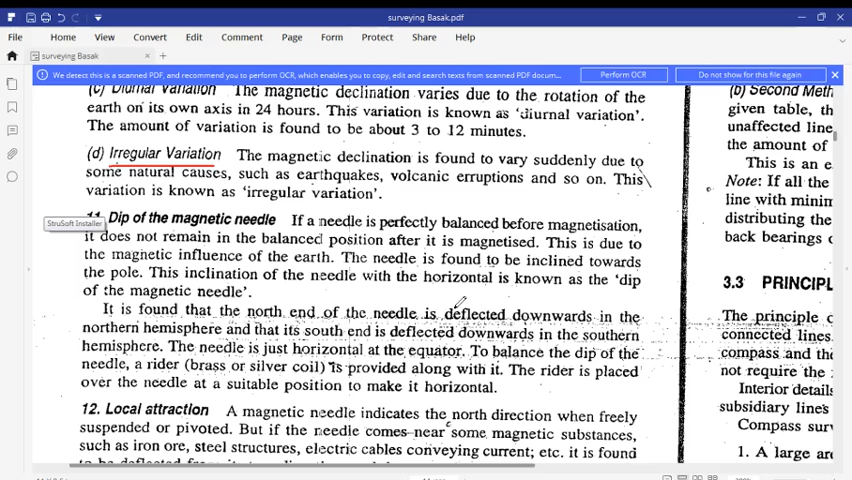 surveying Basak.pdf
File Home View Convert Edit Comment Page Form Protect Share Help
surveying Basak.pdf
We detect this is a scanned PDF, and recommend you to perform OCR, which enables you to copy, edit and search texts from scanned PDF docum... Perform OCR Do not show for this file again
(c) Diurnal Variation The magnetic declination varies due to the rotation of the
earth on its own axis in 24 hours. This variation is known as 'diurnal variation'.
The amount of variation is found to be about 3 to 12 minutes.
(d) Irregular Variation The magnetic declination is found to vary suddenly due to
some natural causes, such as earthquakes, volcanic erruptions and so on. This
variation is known as 'irregular variation'.
11. Dip of the magnetic needle If a needle is perfectly balanced before magnetisation,
StruSoft Installer
it does not remain in the balanced position after it is magnetised. This is due to
the magnetic influence of the earth. The needle is found to be inclined towards
the pole. This inclination of the needle with the horizontal is known as the 'dip
of the magnetic needle'.
It is found that the north end of the needle is deflected downwards in the
northern hemisphere and that its south end is deflected downwards in the southern
hemisphere. The needle is just horizontal at the equator. To balance the dip of the
needle, a rider (brass or silver coil) is provided along with it. The rider is placed
over the needle at a suitable position to make it horizontal.
12. Local attraction A magnetic needle indicates the north direction when freely
suspended or pivoted. But if the needle comes near some magnetic substances,
such as iron ore, steel structures, electric cables conveying current; etc. it is found
to be deflected from its
(b) Second Meth
given table, th
unaffected line
the amount of
This is an e
Note: If all the
line with minim
distributing the
back bearings o
3.3 PRINCIPL
The principle o
connected lines.
compass and the
not require the
Interior details
subsidiary lines
Compass surv
1. A large are